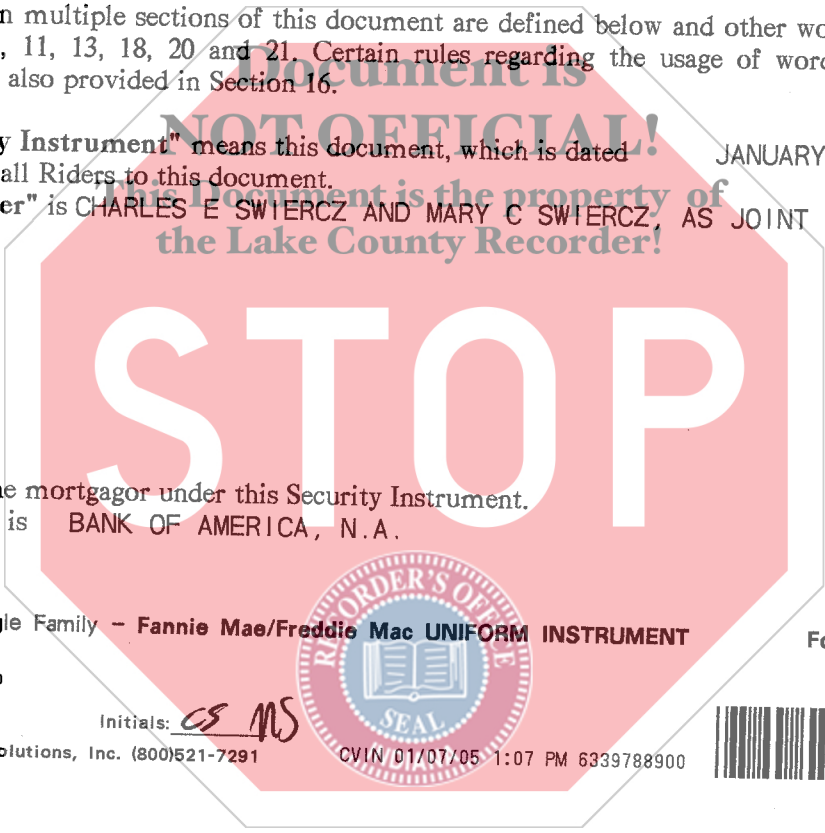 n multiple sections of this document are defined below and other wo
, 11, 13, 18, 20 and 21. Certain rules regarding the usage of word
also provided in Section 16.
Document is
NOT OFFICIAL!
This Document is the property of
the Lake County Recorder!
y Instrument" means this document, which is dated JANUARY
all Riders to this document.
er" is CHARLES E SWIERCZ AND MARY C SWIERCZ, AS JOINT
STOP
e mortgagor under this Security Instrument.
is BANK OF AMERICA, N.A.
RECORDER'S OFFICE
SEAL
INDIANA
le Family - Fannie Mae/Freddie Mac UNIFORM INSTRUMENT Fo
Initials: CS MS
olutions, Inc. (800)521-7291 CVIN 01/07/05 1:07 PM 6339788900